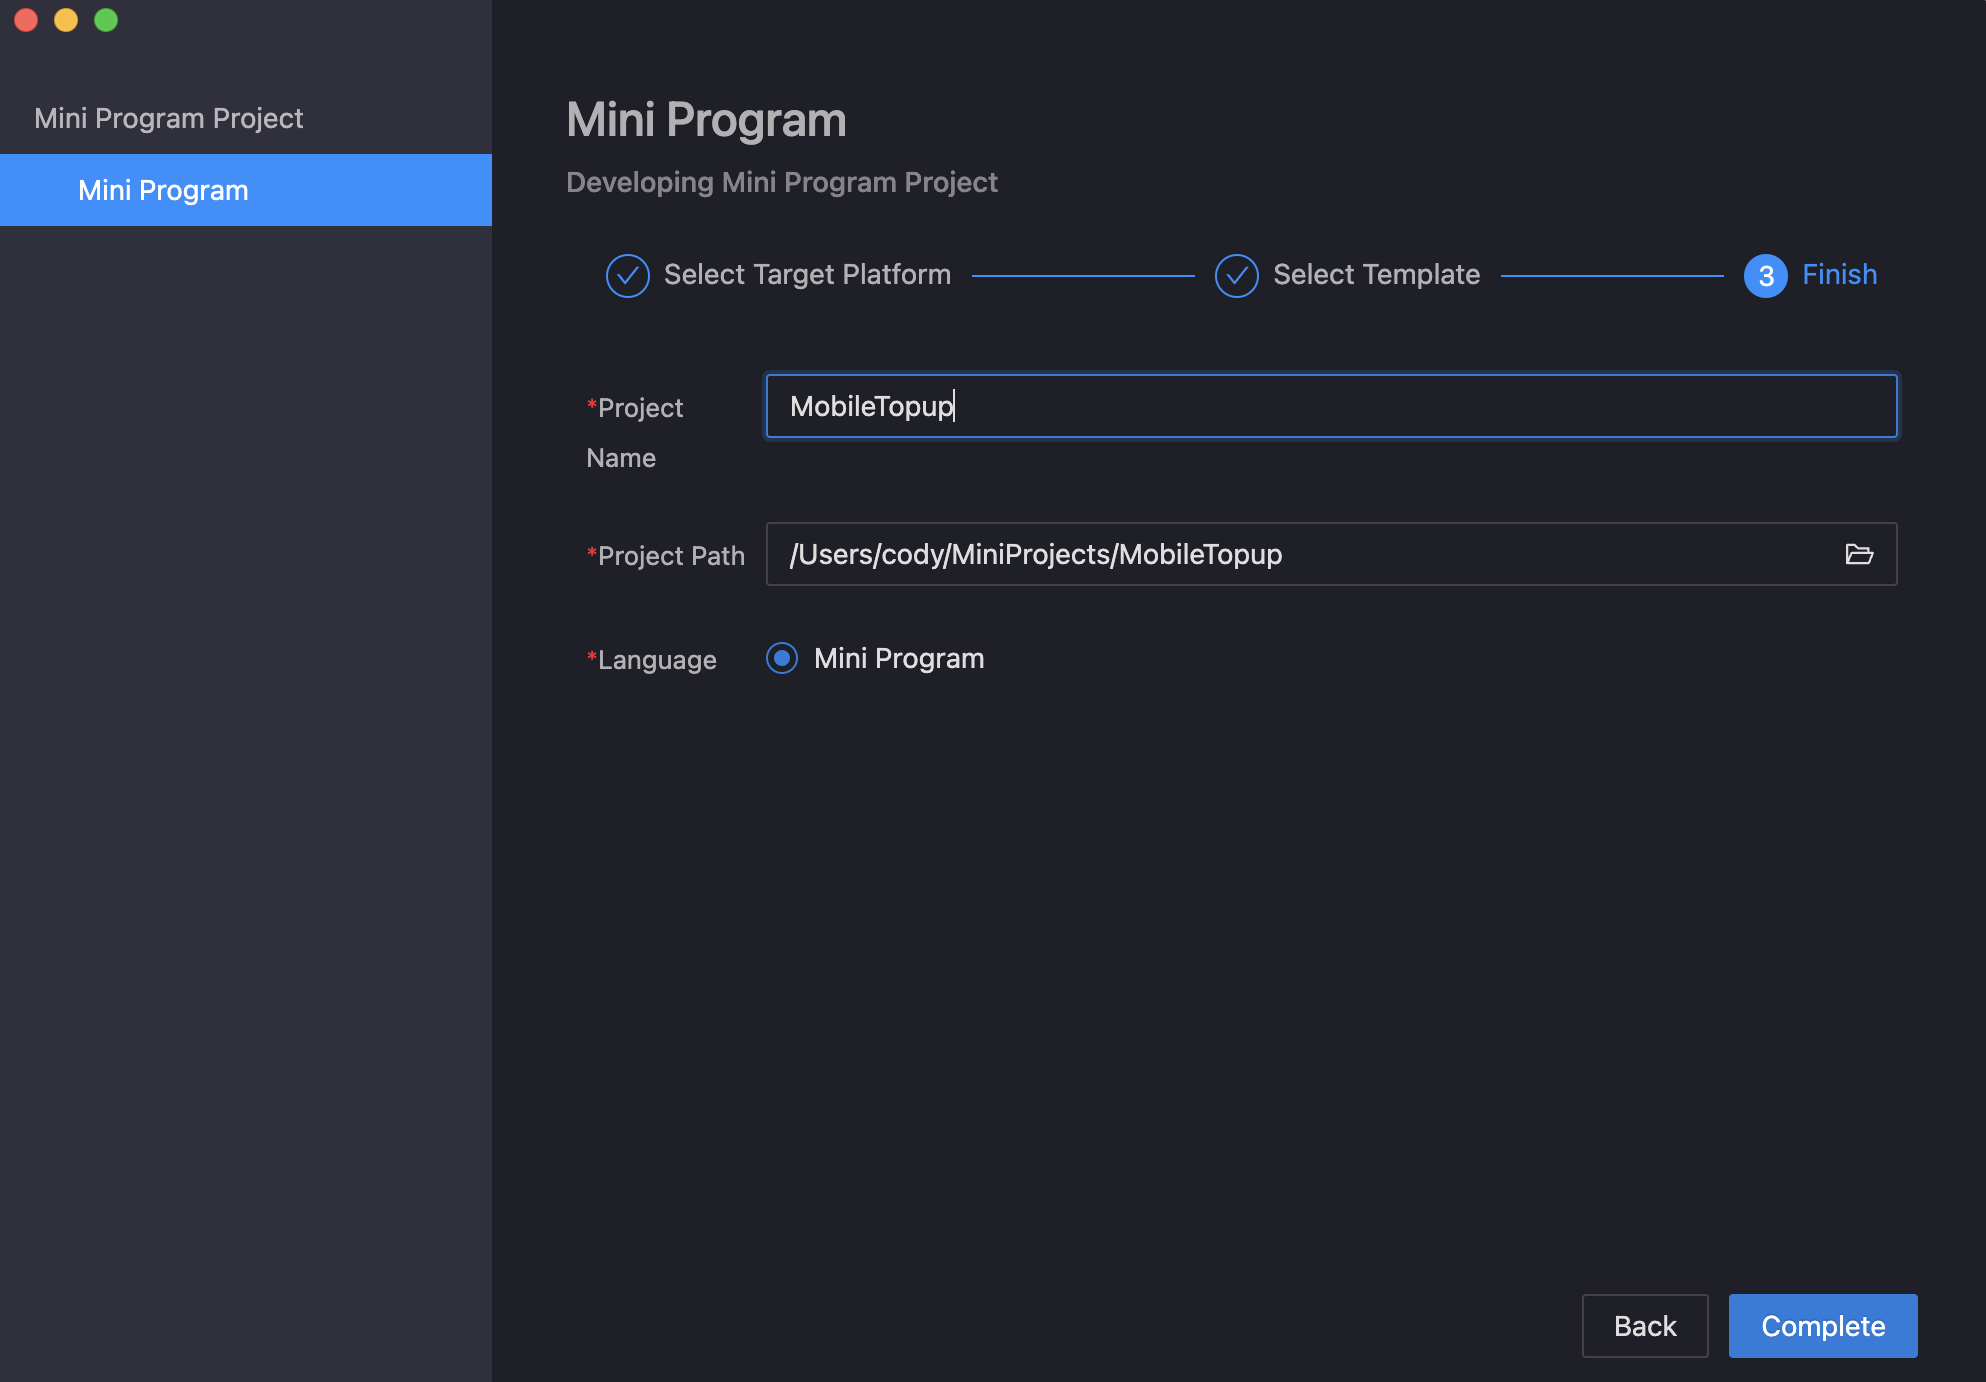 Mini Program Project
Mini Program
Mini Program
Developing Mini Program Project
Select Target Platform
Select Template
3 Finish
*Project
Name
MobileTopup
*Project Path
/Users/cody/MiniProjects/MobileTopup
*Language
Mini Program
Back
Complete